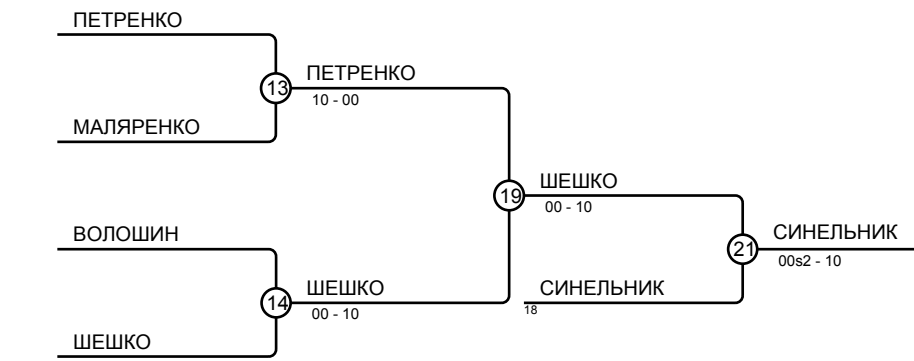 ПЕТРЕНКО
13
ПЕТРЕНКО
10 - 00
МАЛЯРЕНКО
19
ШЕШКО
00 - 10
ВОЛОШИН
21
СИНЕЛЬНИК
00s2 - 10
14
ШЕШКО
00 - 10
СИНЕЛЬНИК
18
ШЕШКО